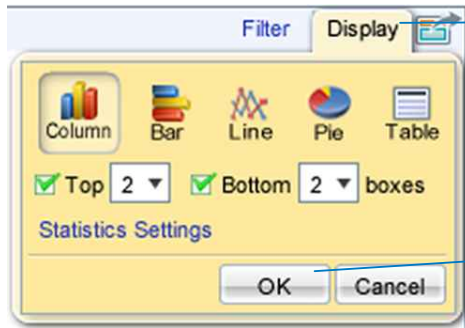 Filter Display
Column Bar Line Pie Table
Top 2 Bottom 2 boxes
Statistics Settings
OK Cancel